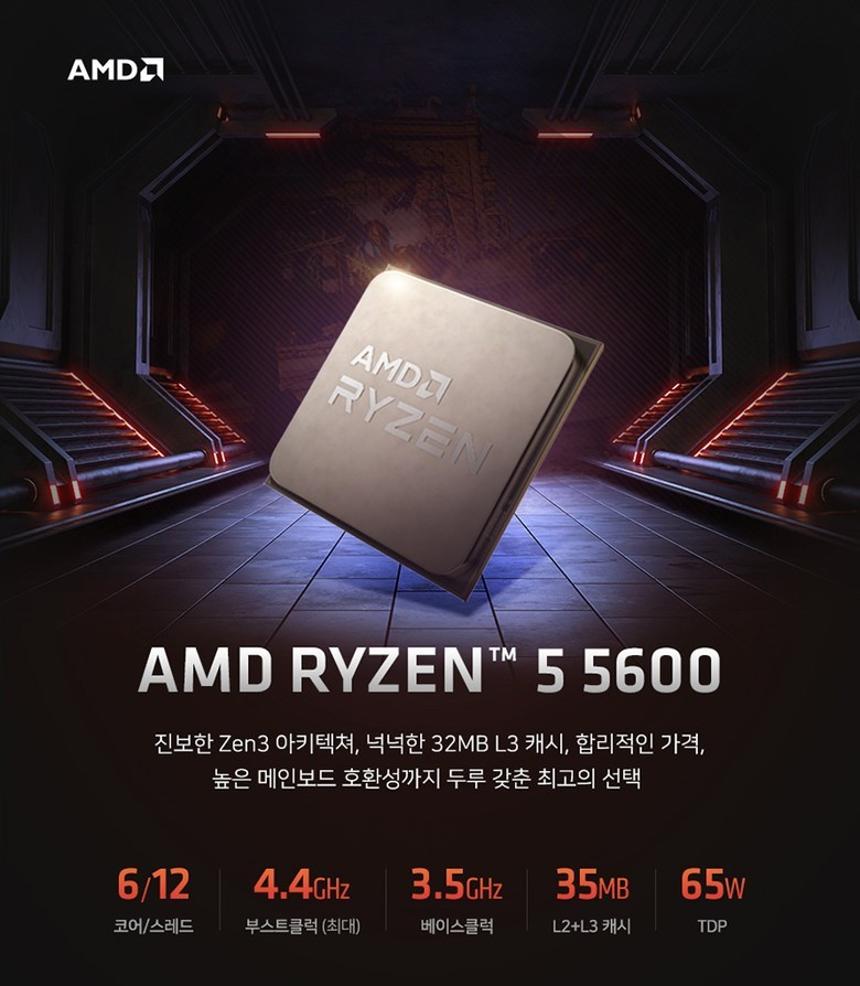 AMD
AMD
RYZEN
AMD RYZEN™ 5 5600
진보한 Zen3 아키텍쳐, 넉넉한 32MB L3 캐시, 합리적인 가격,
높은 메인보드 호환성까지 두루 갖춘 최고의 선택
6/12 4.4GHz 3.5GHz 35MB 65W
코어/스레드 부스트클럭 (최대) 베이스클럭 L2+L3 캐시 TDP